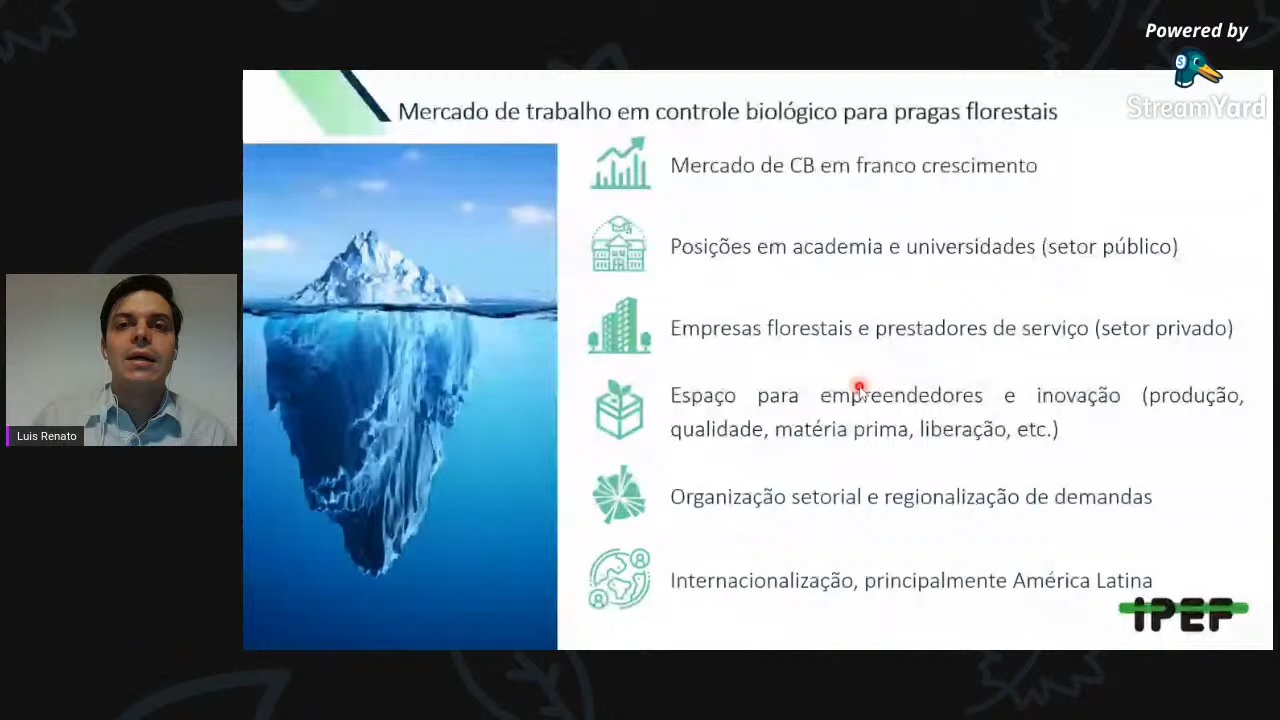 Powered by
StreamYard
Mercado de trabalho em controle biológico para pragas florestais
Mercado de CB em franco crescimento
Posições em academia e universidades (setor público)
Empresas florestais e prestadores de serviço (setor privado)
Espaço para empreendedores e inovação (produção,
qualidade, matéria prima, liberação, etc.)
Organização setorial e regionalização de demandas
Internacionalização, principalmente América Latina
IPEF
Luis Renato